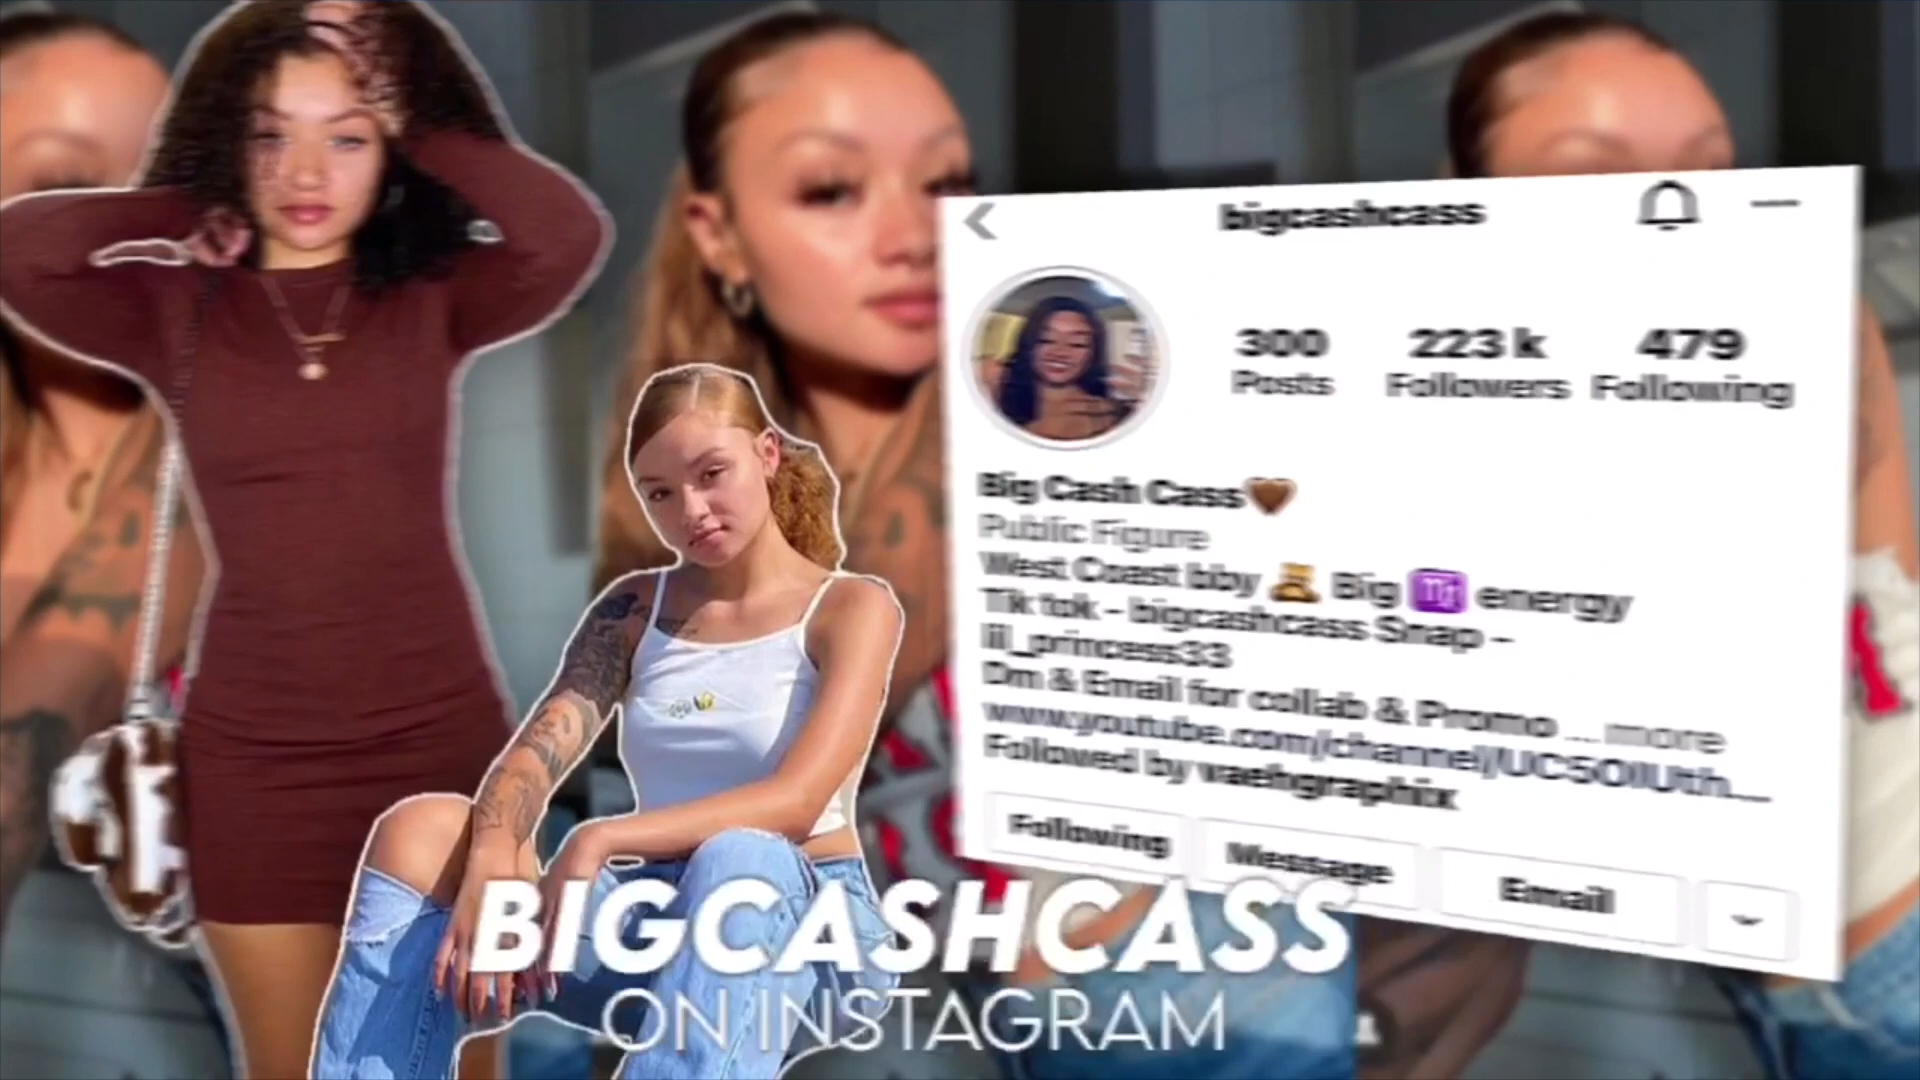 bigcashcass
300 223 k 479
Posts Followers Following
Big Cash Cass🤎
Public Figure
West Coast bby 🧸 Big ♍ energy
Tik tok - bigcashcass Snap -
lil_princess33
Dm & Email for collab & Promo ... more
www.youtube.com/channel/UC5OIUth...
Followed by vaehgraphix
Following Message Email
BIGCASHCASS
ON INSTAGRAM